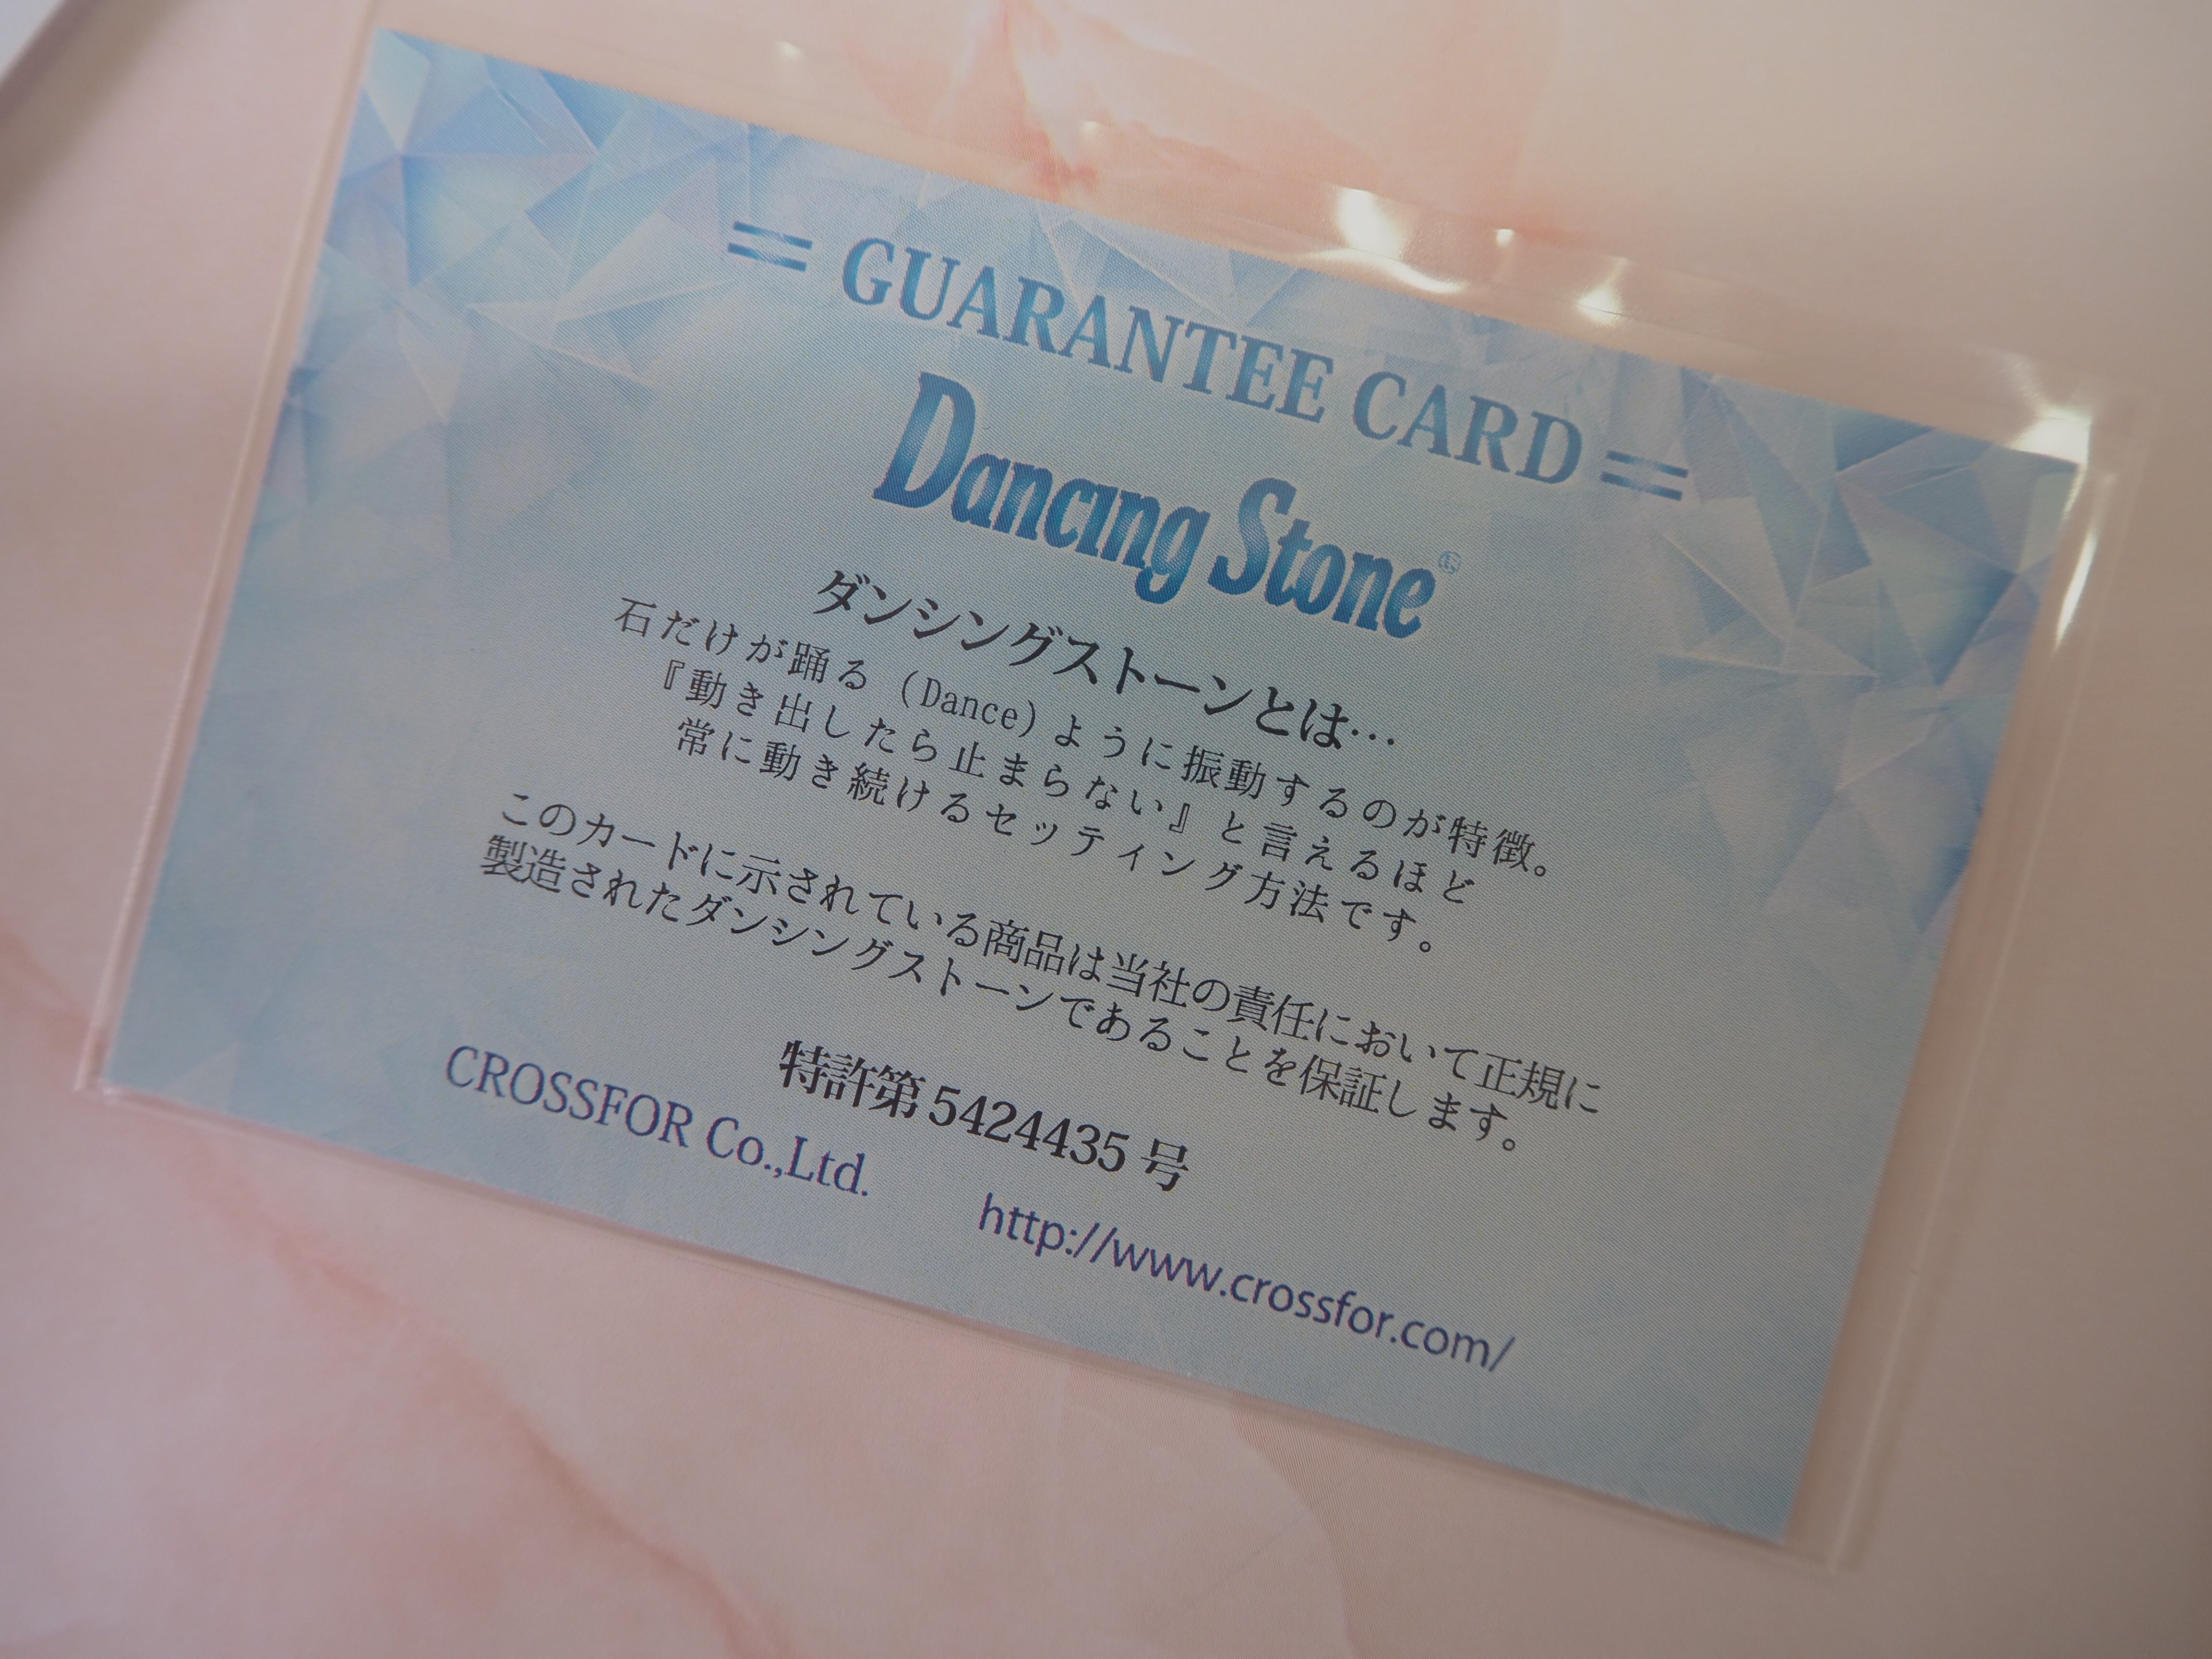 = GUARANTEE CARD =
Dancing Stone®
ダンシングストーンとは…
石だけが踊る（Dance）ように振動するのが特徴。
『動き出したら止まらない』と言えるほど
常に動き続けるセッティング方法です。
このカードに示されている商品は当社の責任において正規に
製造されたダンシングストーンであることを保証します。
特許第5424435号
CROSSFOR Co.,Ltd. http://www.crossfor.com/